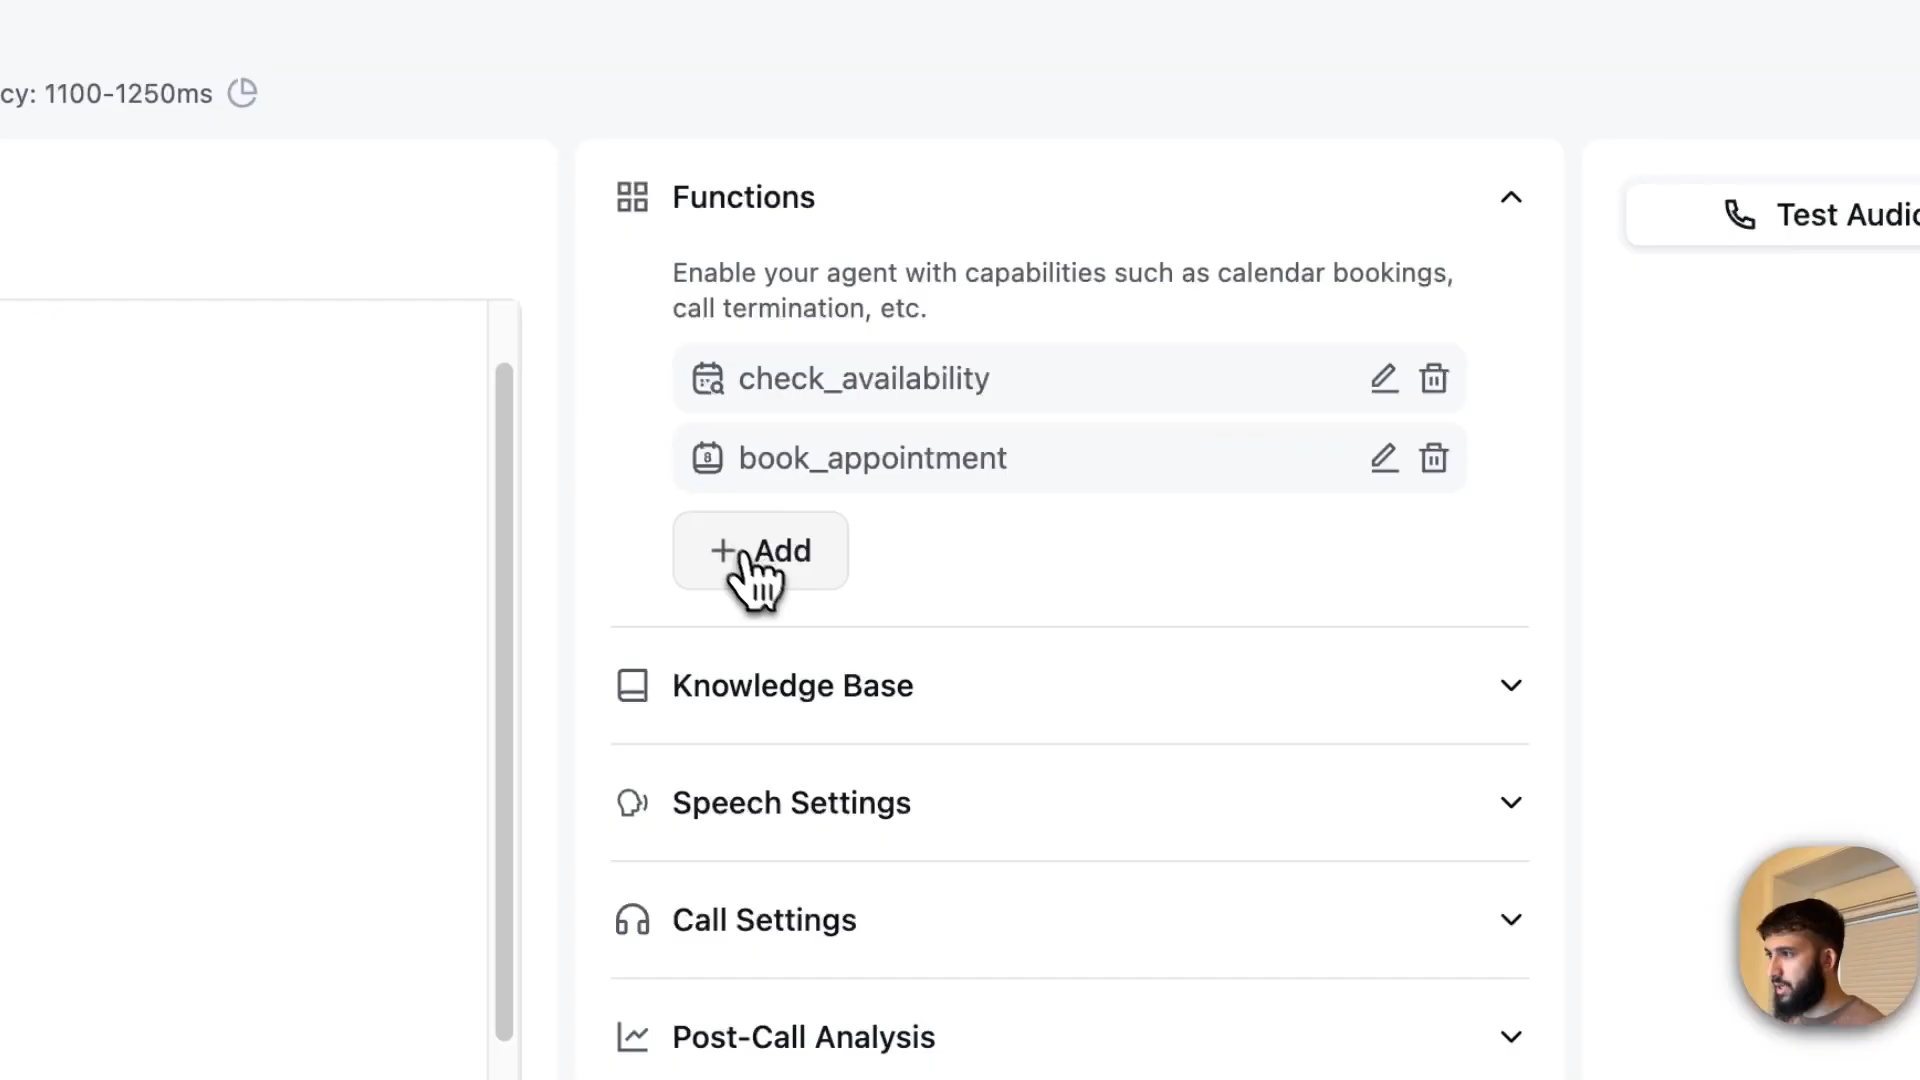 cy: 1100-1250ms
Functions
Test Audio
Enable your agent with capabilities such as calendar bookings,
call termination, etc.
check_availability
8
book_appointment
+ Add
Knowledge Base
Speech Settings
Call Settings
Post-Call Analysis